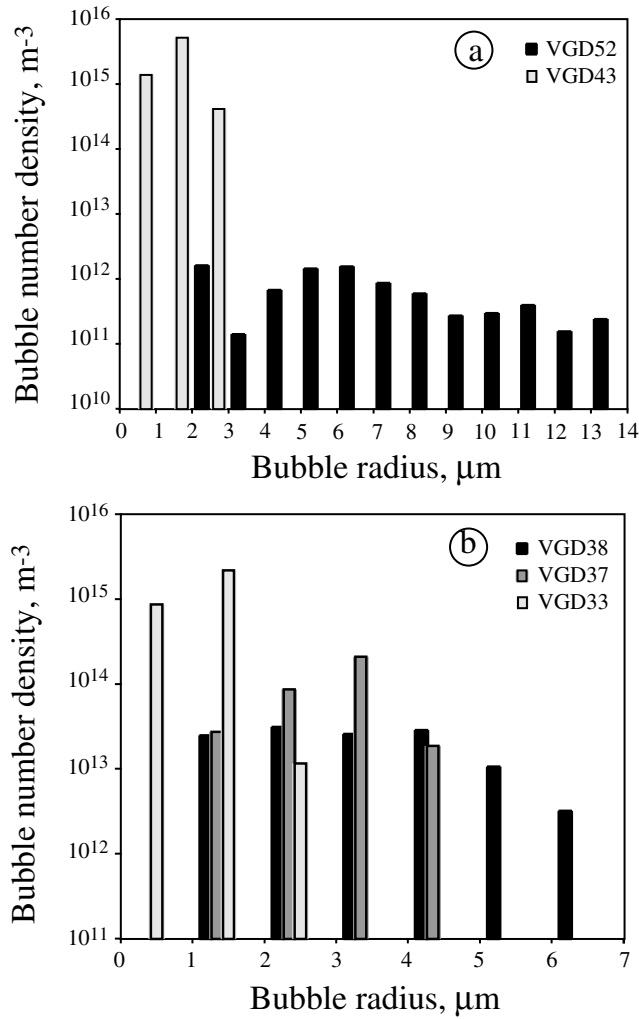 Bubble number density, m-3
10^16
10^15
10^14
10^13
10^12
10^11
10^10
a
VGD52
VGD43
0 1 2 3 4 5 6 7 8 9 10 11 12 13 14
Bubble radius, μm
Bubble number density, m-3
10^16
10^15
10^14
10^13
10^12
10^11
b
VGD38
VGD37
VGD33
0 1 2 3 4 5 6 7
Bubble radius, μm